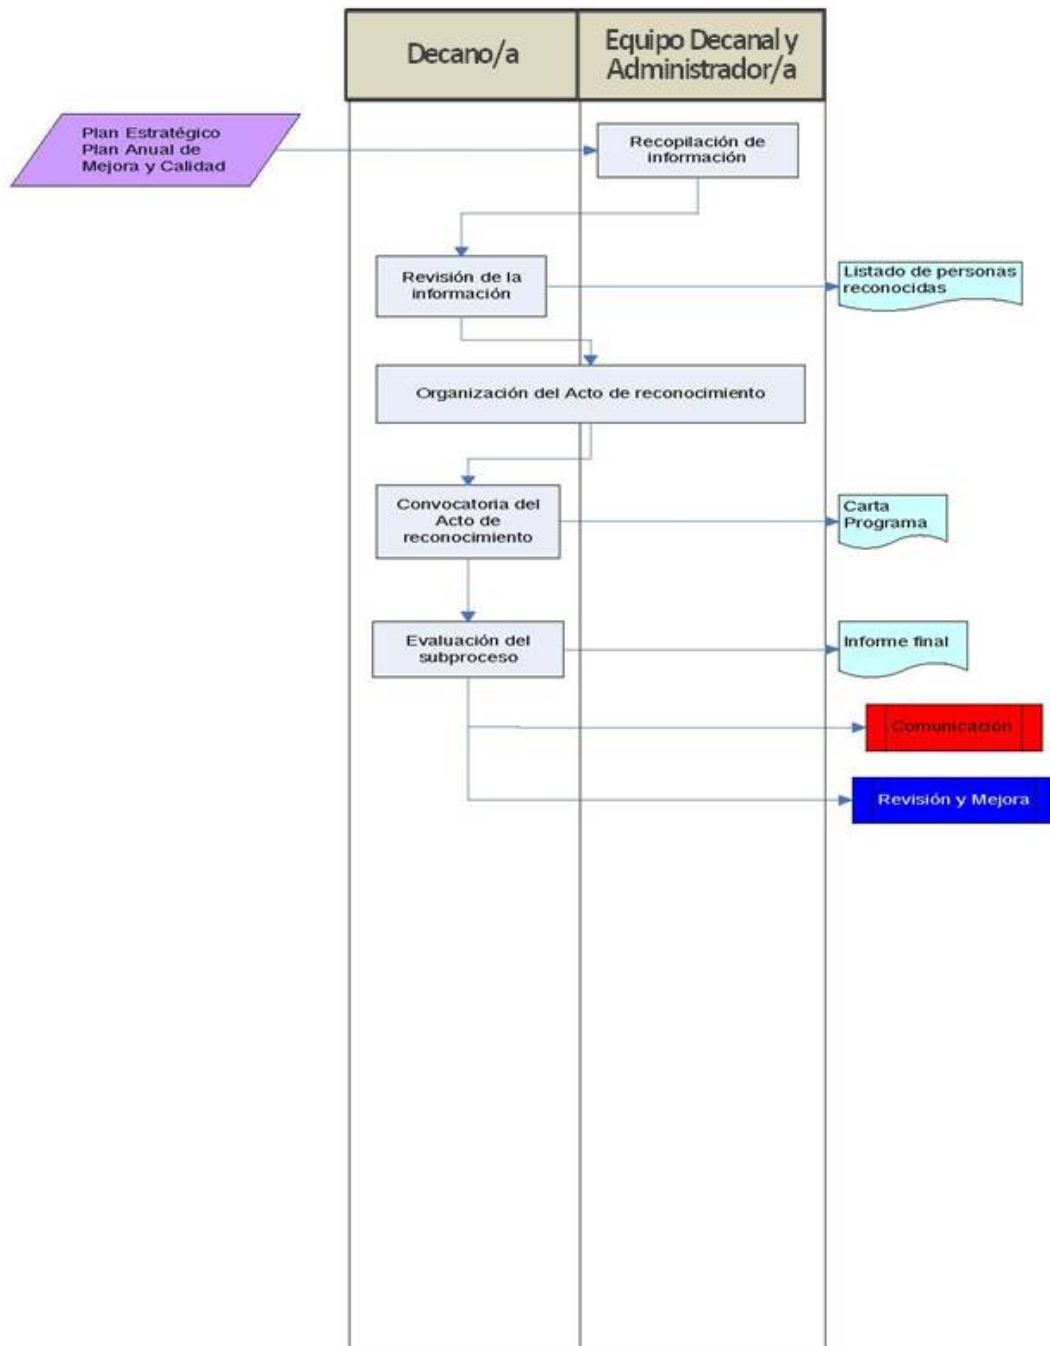 Decano/a
Equipo Decanal y
Administrador/a
Plan Estratégico
Plan Anual de
Mejora y Calidad
Recopilación de
información
Revisión de la
información
Listado de personas
reconocidas
Organización del Acto de reconocimiento
Convocatoria del
Acto de
reconocimiento
Carta
Programa
Evaluación del
subproceso
Informe final
Comunicación
Revisión y Mejora